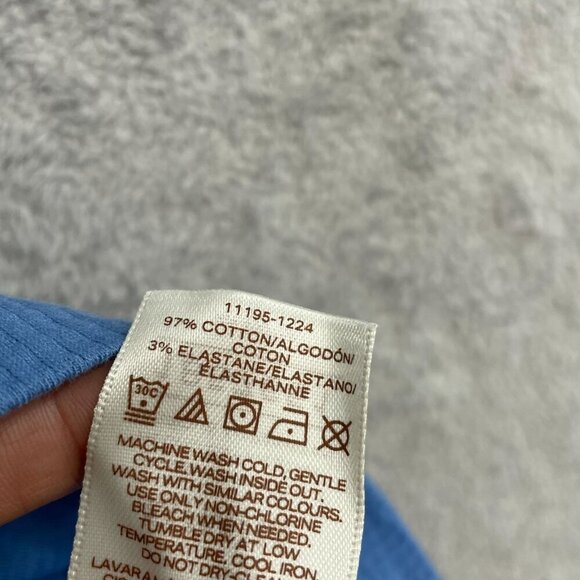 11195-1224
97% COTTON/ALGODÓN/
COTON
3% ELASTANE/ELASTANO/
ÉLASTHANNE
30C
MACHINE WASH COLD, GENTLE
CYCLE. WASH INSIDE OUT.
WASH WITH SIMILAR COLOURS.
USE ONLY NON-CHLORINE
BLEACH WHEN NEEDED.
TUMBLE DRY AT LOW
TEMPERATURE, COOL IRON.
DO NOT DRY-CLEAN